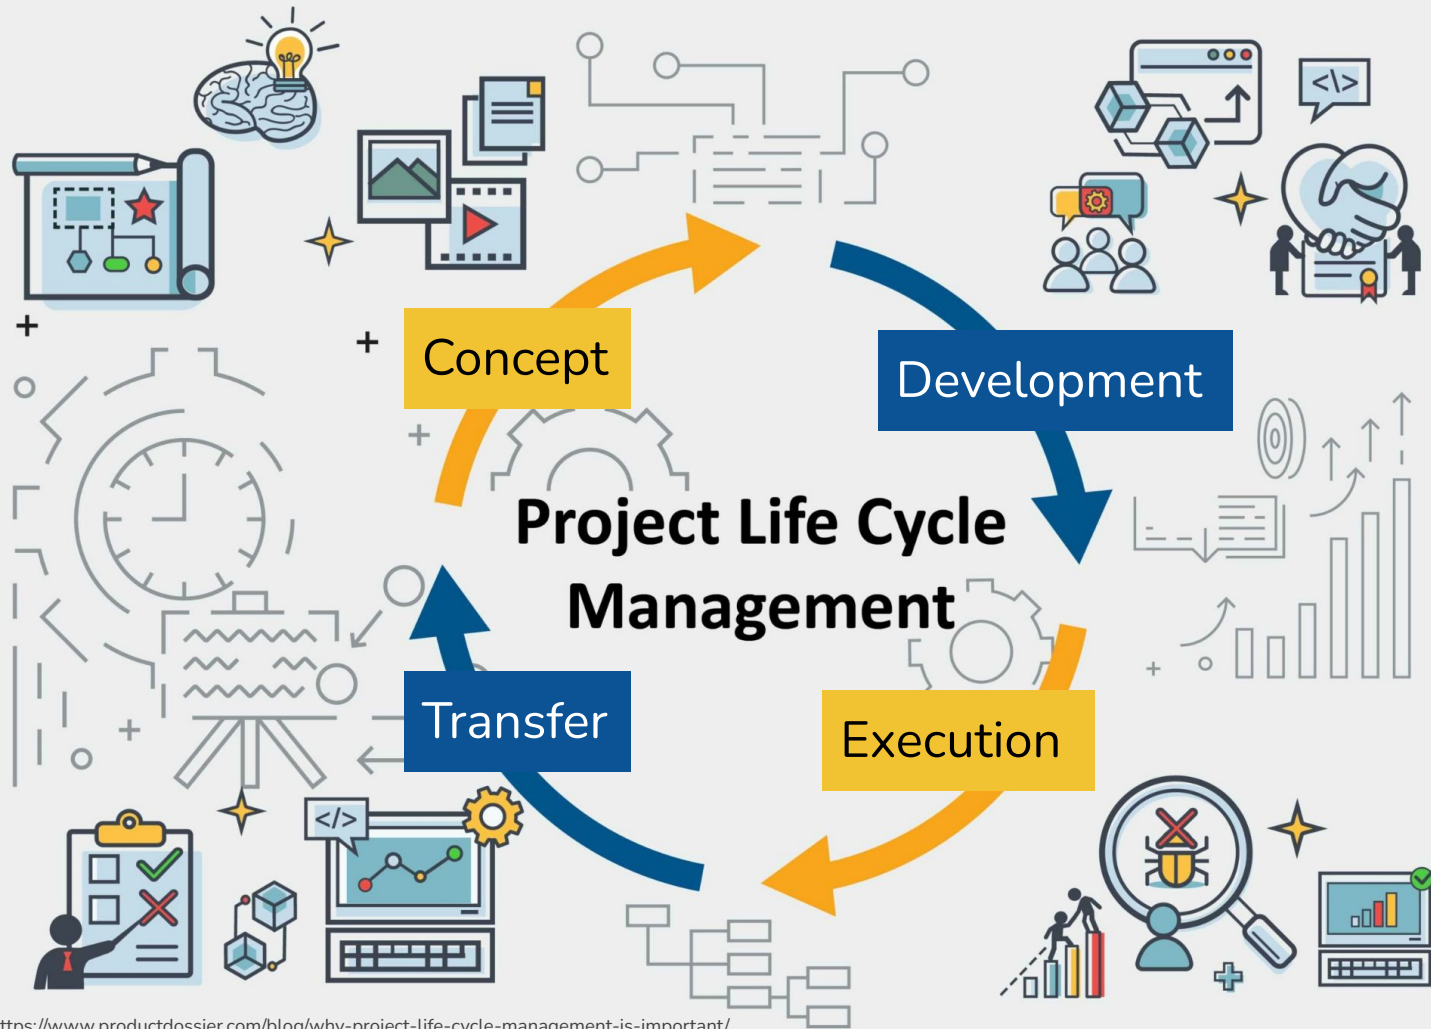 <\>
Concept
Development
Project Life Cycle
Management
Transfer
Execution
</>
ttps://www.productdossier.com/blog/why-project-life-cycle-management-is-important/